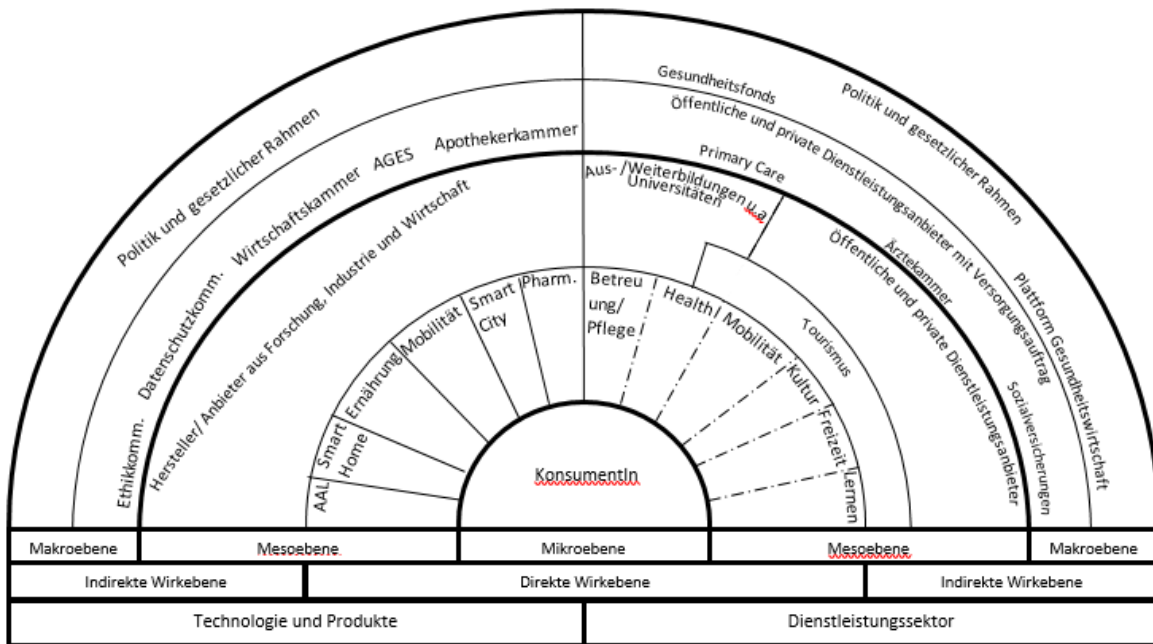 Politik und gesetzlicher Rahmen
Ethikkomm.
Datenschutzkomm.
Wirtschaftskammer
AGES
Apothekerkammer
Hersteller/ Anbieter aus Forschung, Industrie und Wirtschaft
AAL
Smart
Home
Ernährung
Mobilität
Smart
City
Pharm.
Politik und gesetzlicher Rahmen
Gesundheitsfonds
Plattform Gesundheitswirtschaft
Öffentliche und private Dienstleistungsanbieter mit Versorgungsauftrag
Primary Care
Ärztekammer
Sozialversicherungen
Aus- /Weiterbildungen u.a.
Universitäten
Öffentliche und private Dienstleistungsanbieter
Tourismus
Betreu
ung/
Pflege
Health
Mobilität
Kultur
Freizeit
Lernen
KonsumentIn
Makroebene
Mesoebene
Mikroebene
Mesoebene
Makroebene
Indirekte Wirkebene
Direkte Wirkebene
Indirekte Wirkebene
Technologie und Produkte
Dienstleistungssektor